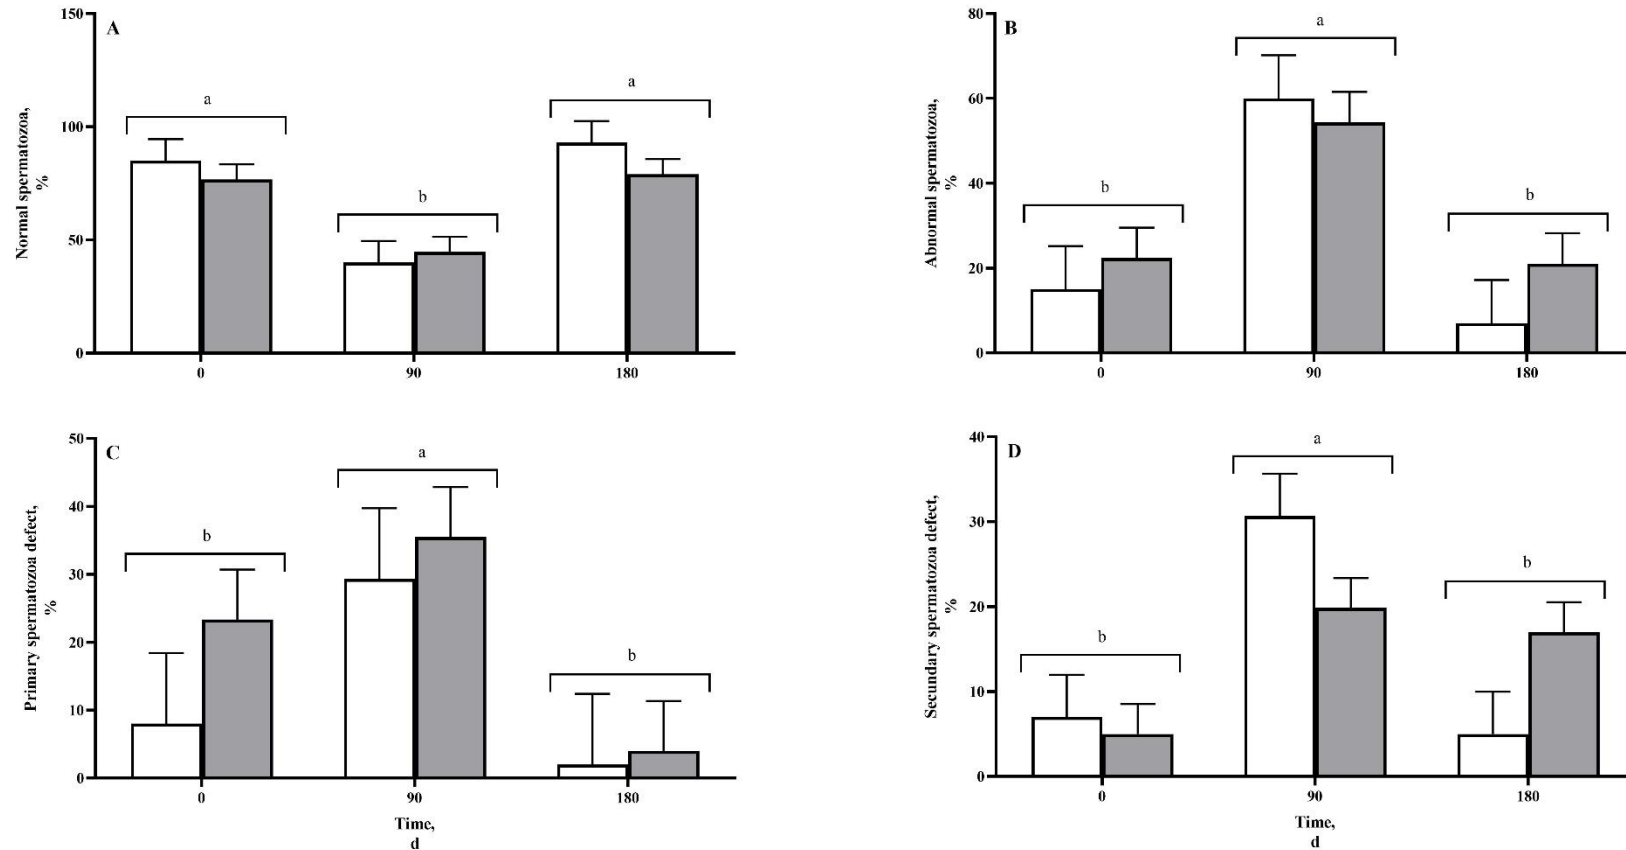 A
150
100
50
0
Normal spermatozoa,
%
a
b
a
0
90
180
B
80
60
40
20
0
Abnormal spermatozoa,
%
b
a
b
0
90
180
C
50
40
30
20
10
0
Primary spermatozoa defect,
%
b
a
b
0
90
180
Time,
d
D
40
30
20
10
0
Secundary spermatozoa defect,
%
b
a
b
0
90
180
Time,
d